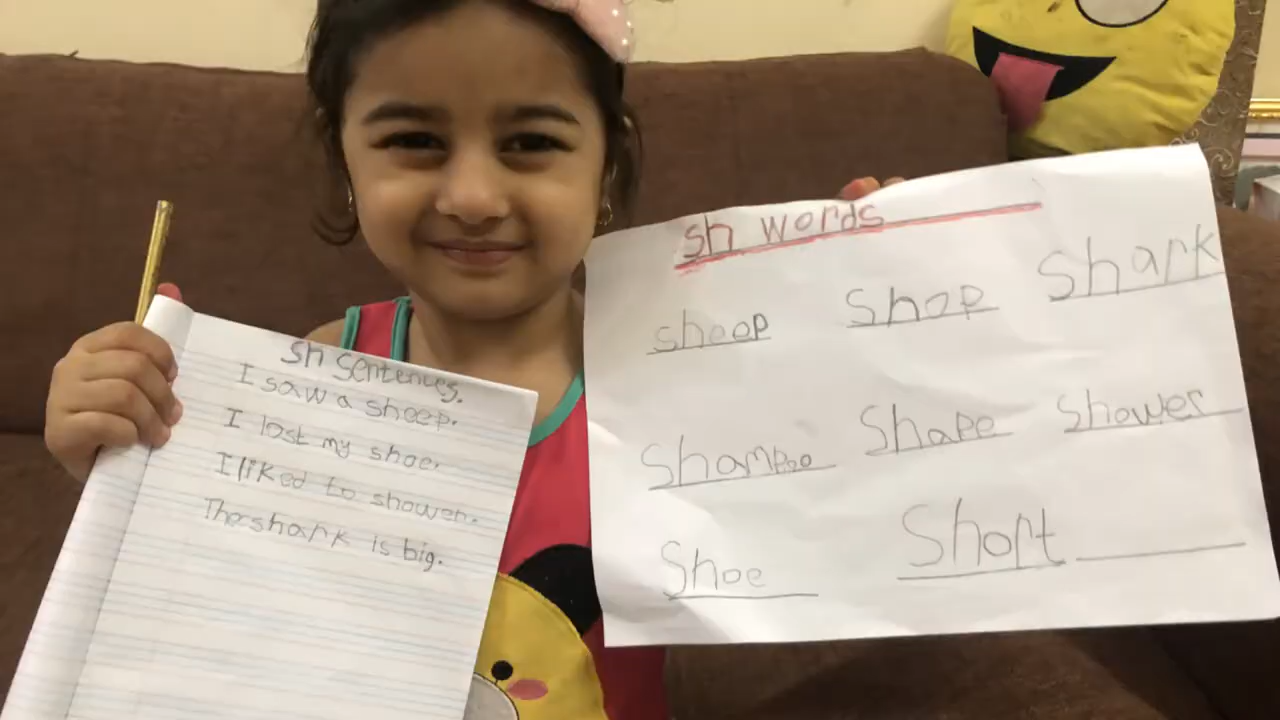 Sh Sentences.
I saw a sheep.
I lost my shoe.
I liked to shower.
The shark is big.
sh words
sheep shop Shark
Shampoo Shape Shower
Shoe Short